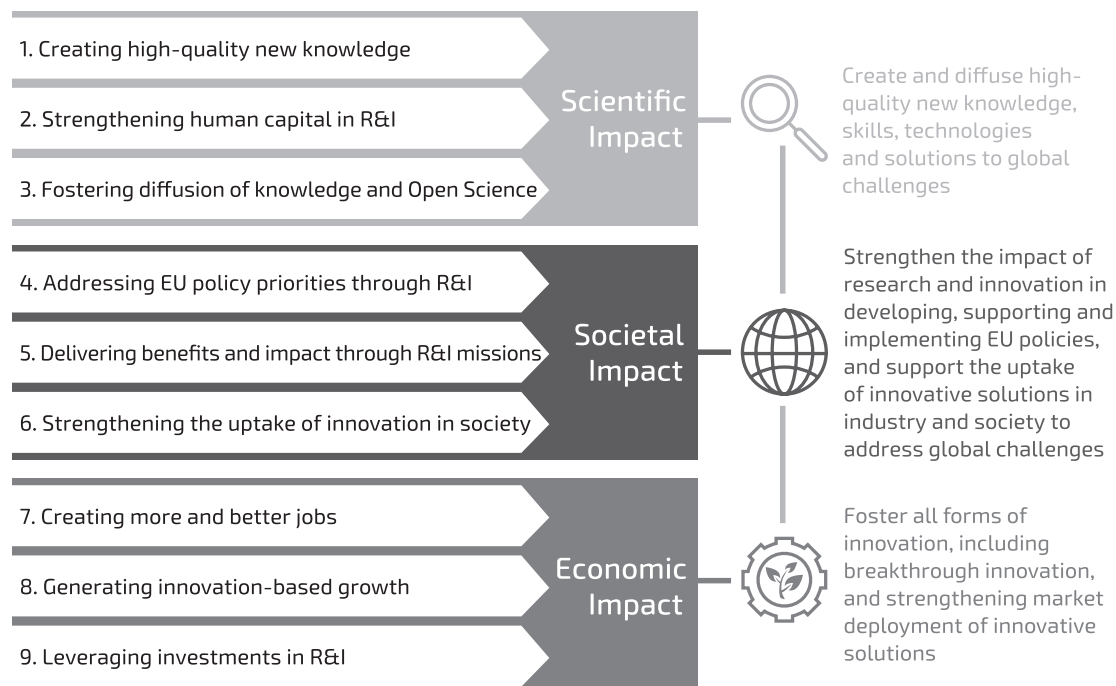 1. Creating high-quality new knowledge
2. Strengthening human capital in R&I
3. Fostering diffusion of knowledge and Open Science
Scientific
Impact
Create and diffuse high-
quality new knowledge,
skills, technologies
and solutions to global
challenges
4. Addressing EU policy priorities through R&I
5. Delivering benefits and impact through R&I missions
6. Strengthening the uptake of innovation in society
Societal
Impact
Strengthen the impact of
research and innovation in
developing, supporting and
implementing EU policies,
and support the uptake
of innovative solutions in
industry and society to
address global challenges
7. Creating more and better jobs
8. Generating innovation-based growth
9. Leveraging investments in R&I
Economic
Impact
Foster all forms of
innovation, including
breakthrough innovation,
and strengthening market
deployment of innovative
solutions